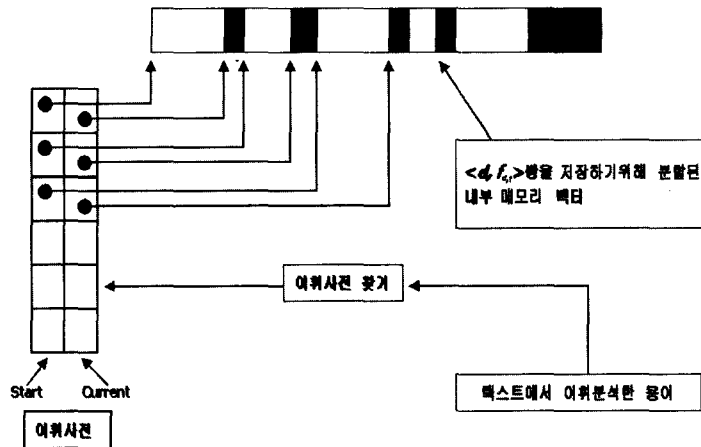 <d, f_d,t>쌍을 저장하기위해 분할된
내부 메모리 벡터
어휘사전 찾기
Start Current
텍스트에서 어휘분석한 용어
어휘사전